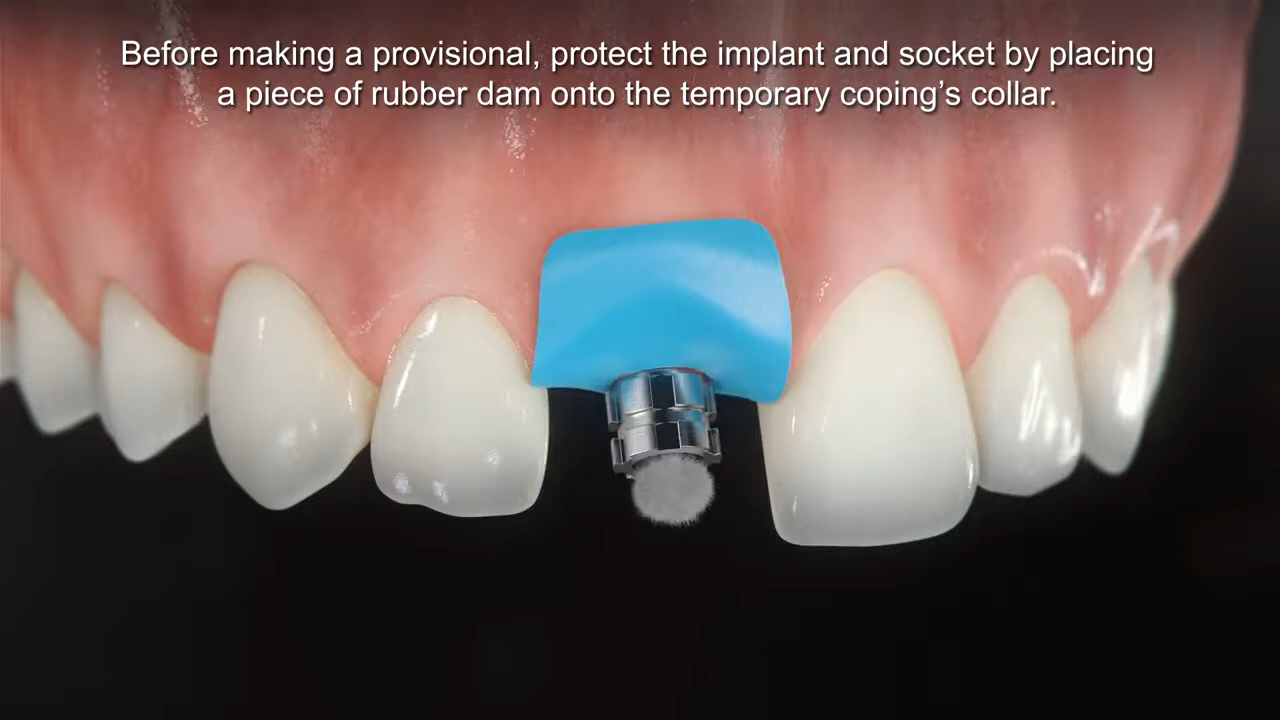 Before making a provisional, protect the implant and socket by placing
a piece of rubber dam onto the temporary coping’s collar.